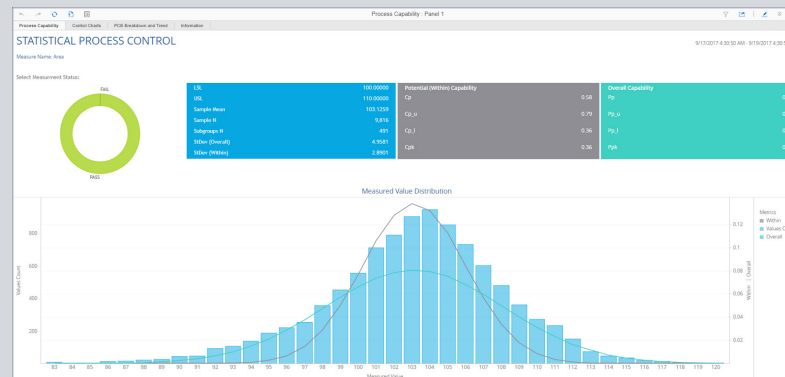 Process Capability : Panel 1
Process Capability Control Charts PCB Breakdown and Trend Information
STATISTICAL PROCESS CONTROL
9/17/2017 4:30:50 AM - 9/19/2017 4:30:5
Measure Name: Area
Select Measurment Status:
FAIL
PASS
LSL 100.00000
USL 110.00000
Sample Mean 103.1259
Sample N 9,816
Subgroups N 491
StDev (Overall) 4.9581
StDev (Within) 2.8901
Potential (Within) Capability
Cp 0.58
Cp_u 0.79
Cp_l 0.36
Cpk 0.36
Overall Capability
Pp
Pp_u
Pp_l
Ppk
Measured Value Distribution
Values Count
800
600
400
200
0.12
0.1
0.08
0.06
0.04
0.02
Within | Overall
Metrics
Within
Values C
Overall
83 84 85 86 87 88 89 90 91 92 93 94 95 96 97 98 99 100 101 102 103 104 105 106 107 108 109 110 111 112 113 114 115 116 117 118 119 120
Measured Value